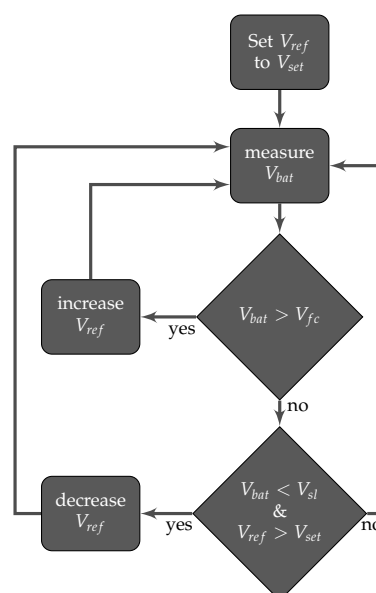 Set V_ref
to V_set
measure
V_bat
V_bat > V_fc
yes
increase
V_ref
no
V_bat < V_sl
&
V_ref > V_set
yes
no
decrease
V_ref